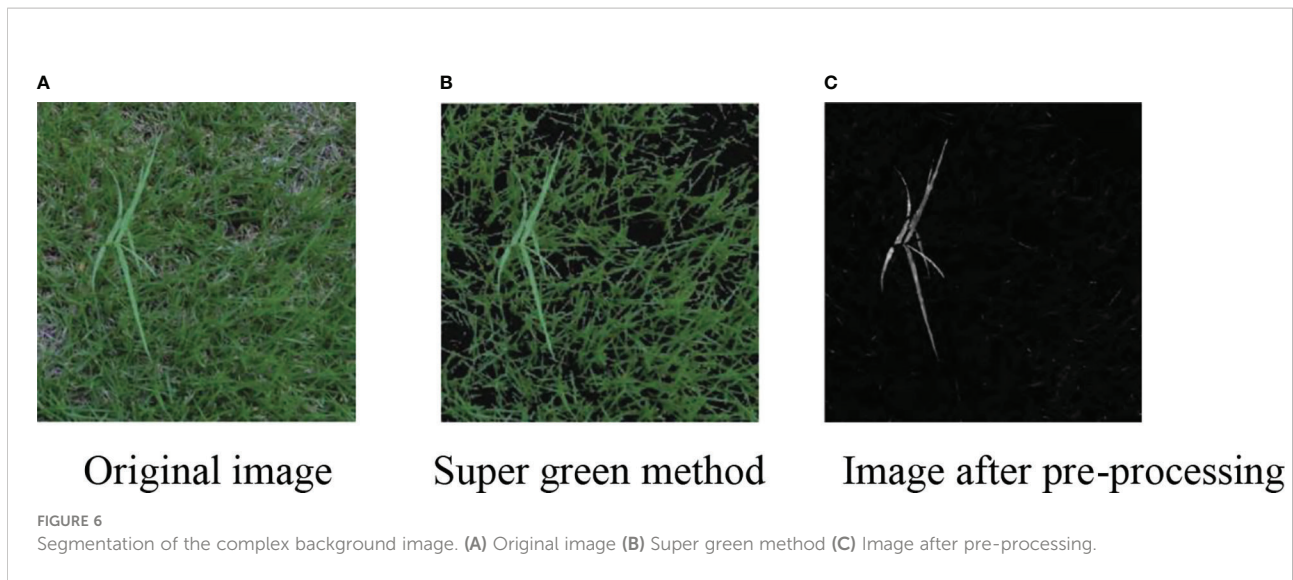 A
B
C
Original image
Super green method
Image after pre-processing
FIGURE 6
Segmentation of the complex background image. (A) Original image (B) Super green method (C) Image after pre-processing.